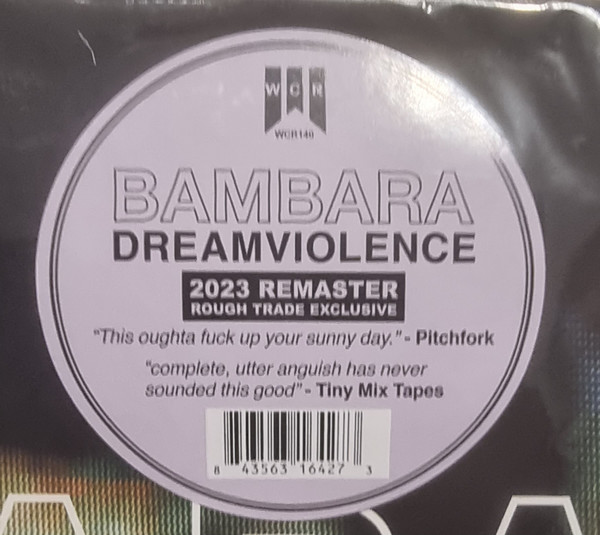 W C R
WCR140
BAMBARA
DREAMVIOLENCE
2023 REMASTER
ROUGH TRADE EXCLUSIVE
"This oughta fuck up your sunny day." - Pitchfork
"complete, utter anguish has never
sounded this good" - Tiny Mix Tapes
8 43563 16427 3